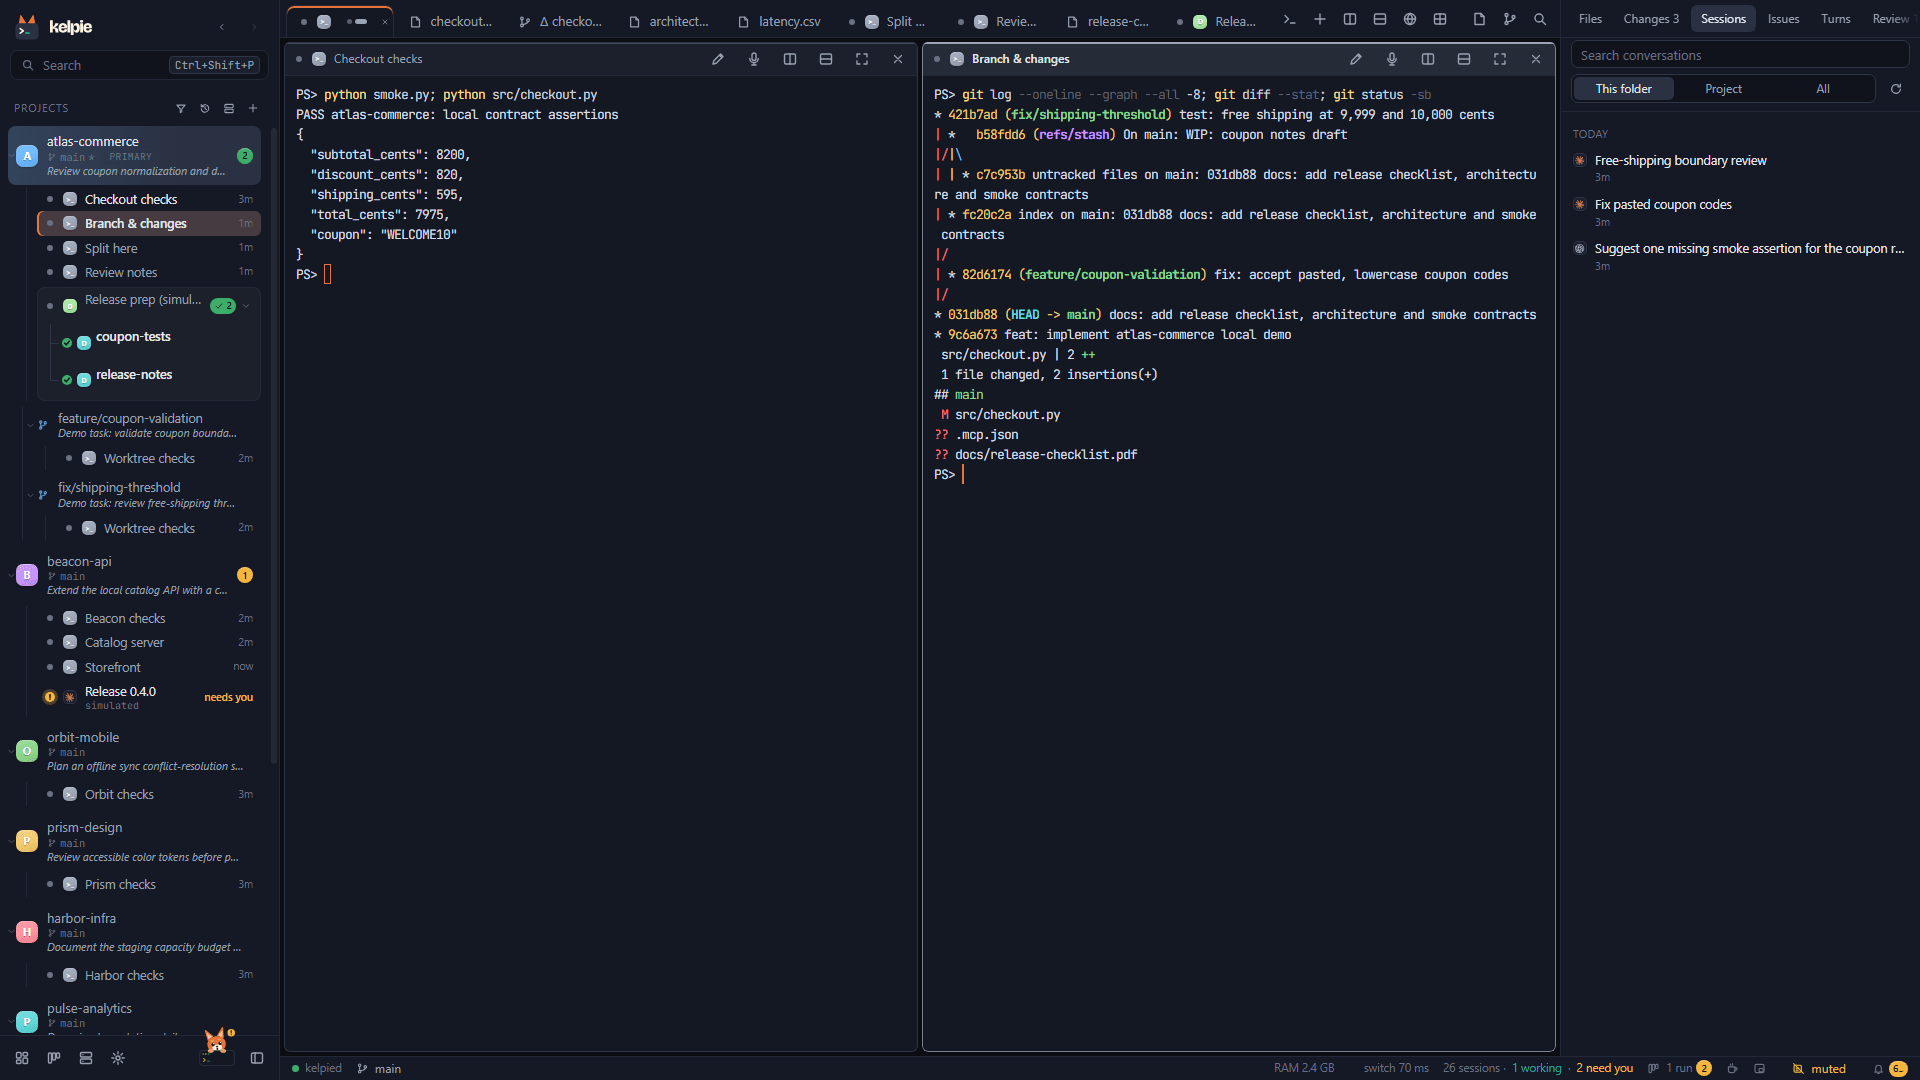 kelpie
Search
Ctrl+Shift+P
PROJECTS
A
atlas-commerce
main * PRIMARY
Review coupon normalization and d...
2
Checkout checks 3m
Branch & changes 1m
Split here 1m
Review notes 1m
Release prep (simul... 2
coupon-tests
release-notes
feature/coupon-validation
Demo task: validate coupon bounda...
Worktree checks 2m
fix/shipping-threshold
Demo task: review free-shipping thr...
Worktree checks 2m
B
beacon-api
main
Extend the local catalog API with a c...
1
Beacon checks 2m
Catalog server 2m
Storefront now
Release 0.4.0
simulated
needs you
O
orbit-mobile
main
Plan an offline sync conflict-resolution s...
Orbit checks 3m
P
prism-design
main
Review accessible color tokens before p...
Prism checks 3m
H
harbor-infra
main
Document the staging capacity budget ...
Harbor checks 3m
P
pulse-analytics
main
checkout...
Δ checko...
architect...
latency.csv
Split ...
Revie...
release-c...
Relea...
Checkout checks
PS> python smoke.py; python src/checkout.py
PASS atlas-commerce: local contract assertions
{
"subtotal_cents": 8200,
"discount_cents": 820,
"shipping_cents": 595,
"total_cents": 7975,
"coupon": "WELCOME10"
}
PS>
Branch & changes
PS> git log --oneline --graph --all -8; git diff --stat; git status -sb
* 421b7ad (fix/shipping-threshold) test: free shipping at 9,999 and 10,000 cents
| *   b58fdd6 (refs/stash) On main: WIP: coupon notes draft
|/|\
| | * c7c953b untracked files on main: 031db88 docs: add release checklist, architectu
re and smoke contracts
| * fc20c2a index on main: 031db88 docs: add release checklist, architecture and smoke
contracts
|/
| * 82d6174 (feature/coupon-validation) fix: accept pasted, lowercase coupon codes
|/
* 031db88 (HEAD -> main) docs: add release checklist, architecture and smoke contracts
* 9c6a673 feat: implement atlas-commerce local demo
src/checkout.py | 2 ++
1 file changed, 2 insertions(+)
## main
M src/checkout.py
?? .mcp.json
?? docs/release-checklist.pdf
PS>
Files
Changes 3
Sessions
Issues
Turns
Review
Search conversations
This folder
Project
All
TODAY
Free-shipping boundary review
3m
Fix pasted coupon codes
3m
Suggest one missing smoke assertion for the coupon r...
3m
kelpied
main
RAM 2.4 GB
switch 70 ms
26 sessions · 1 working · 2 need you
1 run 2
muted
6